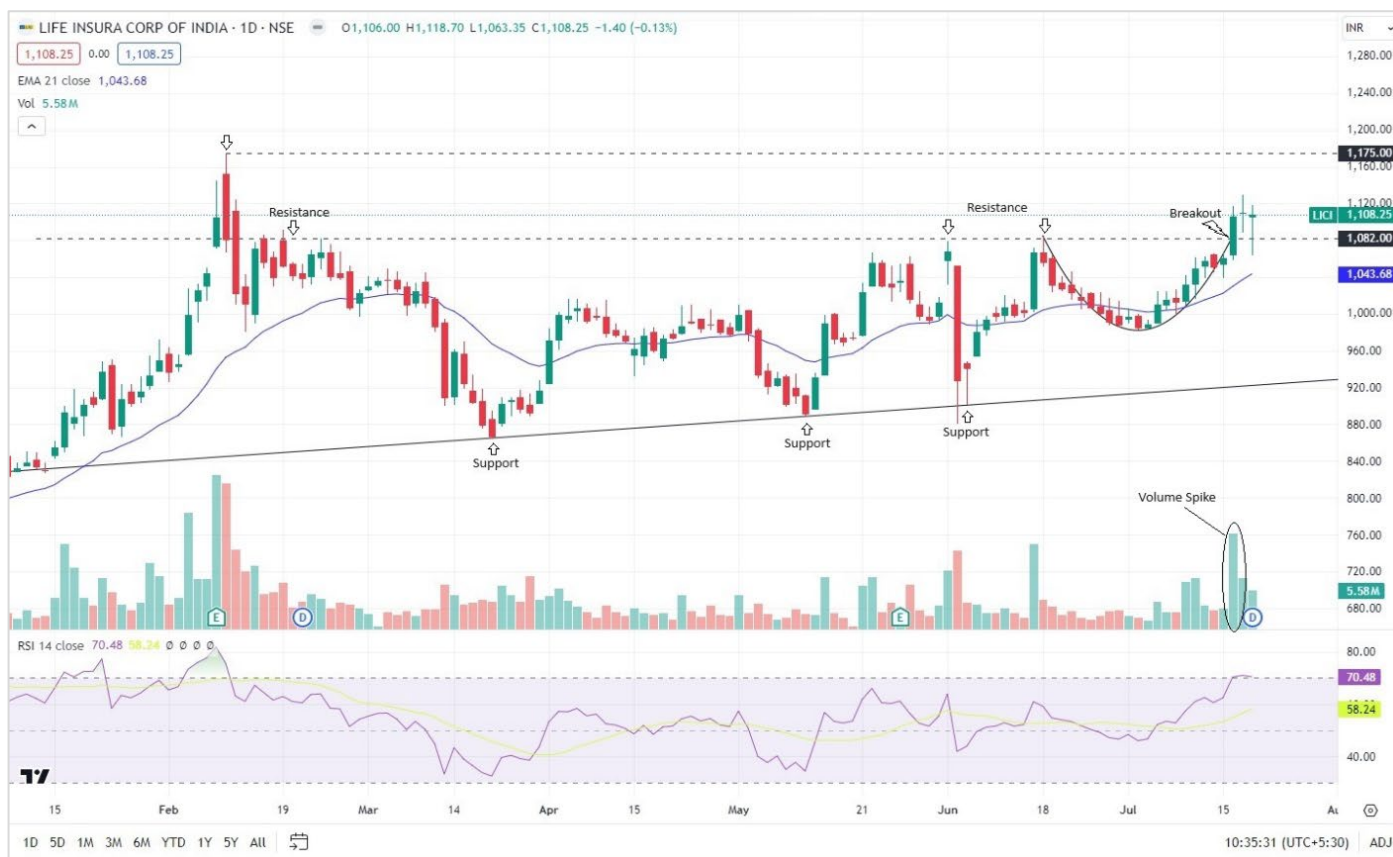 LIFE INSURA CORP OF INDIA · 1D · NSE O1,106.00 H1,118.70 L1,063.35 C1,108.25 −1.40 (−0.13%)
INR
1,108.25 0.00 1,108.25
EMA 21 close 1,043.68
Vol 5.58M
1,280.00
1,240.00
1,200.00
1,175.00
1,160.00
1,120.00
Resistance
Resistance
Breakout
LICI 1,108.25
1,082.00
1,043.68
1,000.00
960.00
920.00
880.00
Support
Support
Support
840.00
800.00
Volume Spike
760.00
720.00
5.58M
680.00
E
D
E
D
RSI 14 close 70.48 58.24 Ø Ø Ø Ø
80.00
70.48
58.24
40.00
15 Feb 19 Mar 14 Apr 15 May 21 Jun 18 Jul 15
1D 5D 1M 3M 6M YTD 1Y 5Y All
10:35:31 (UTC+5:30) ADJ